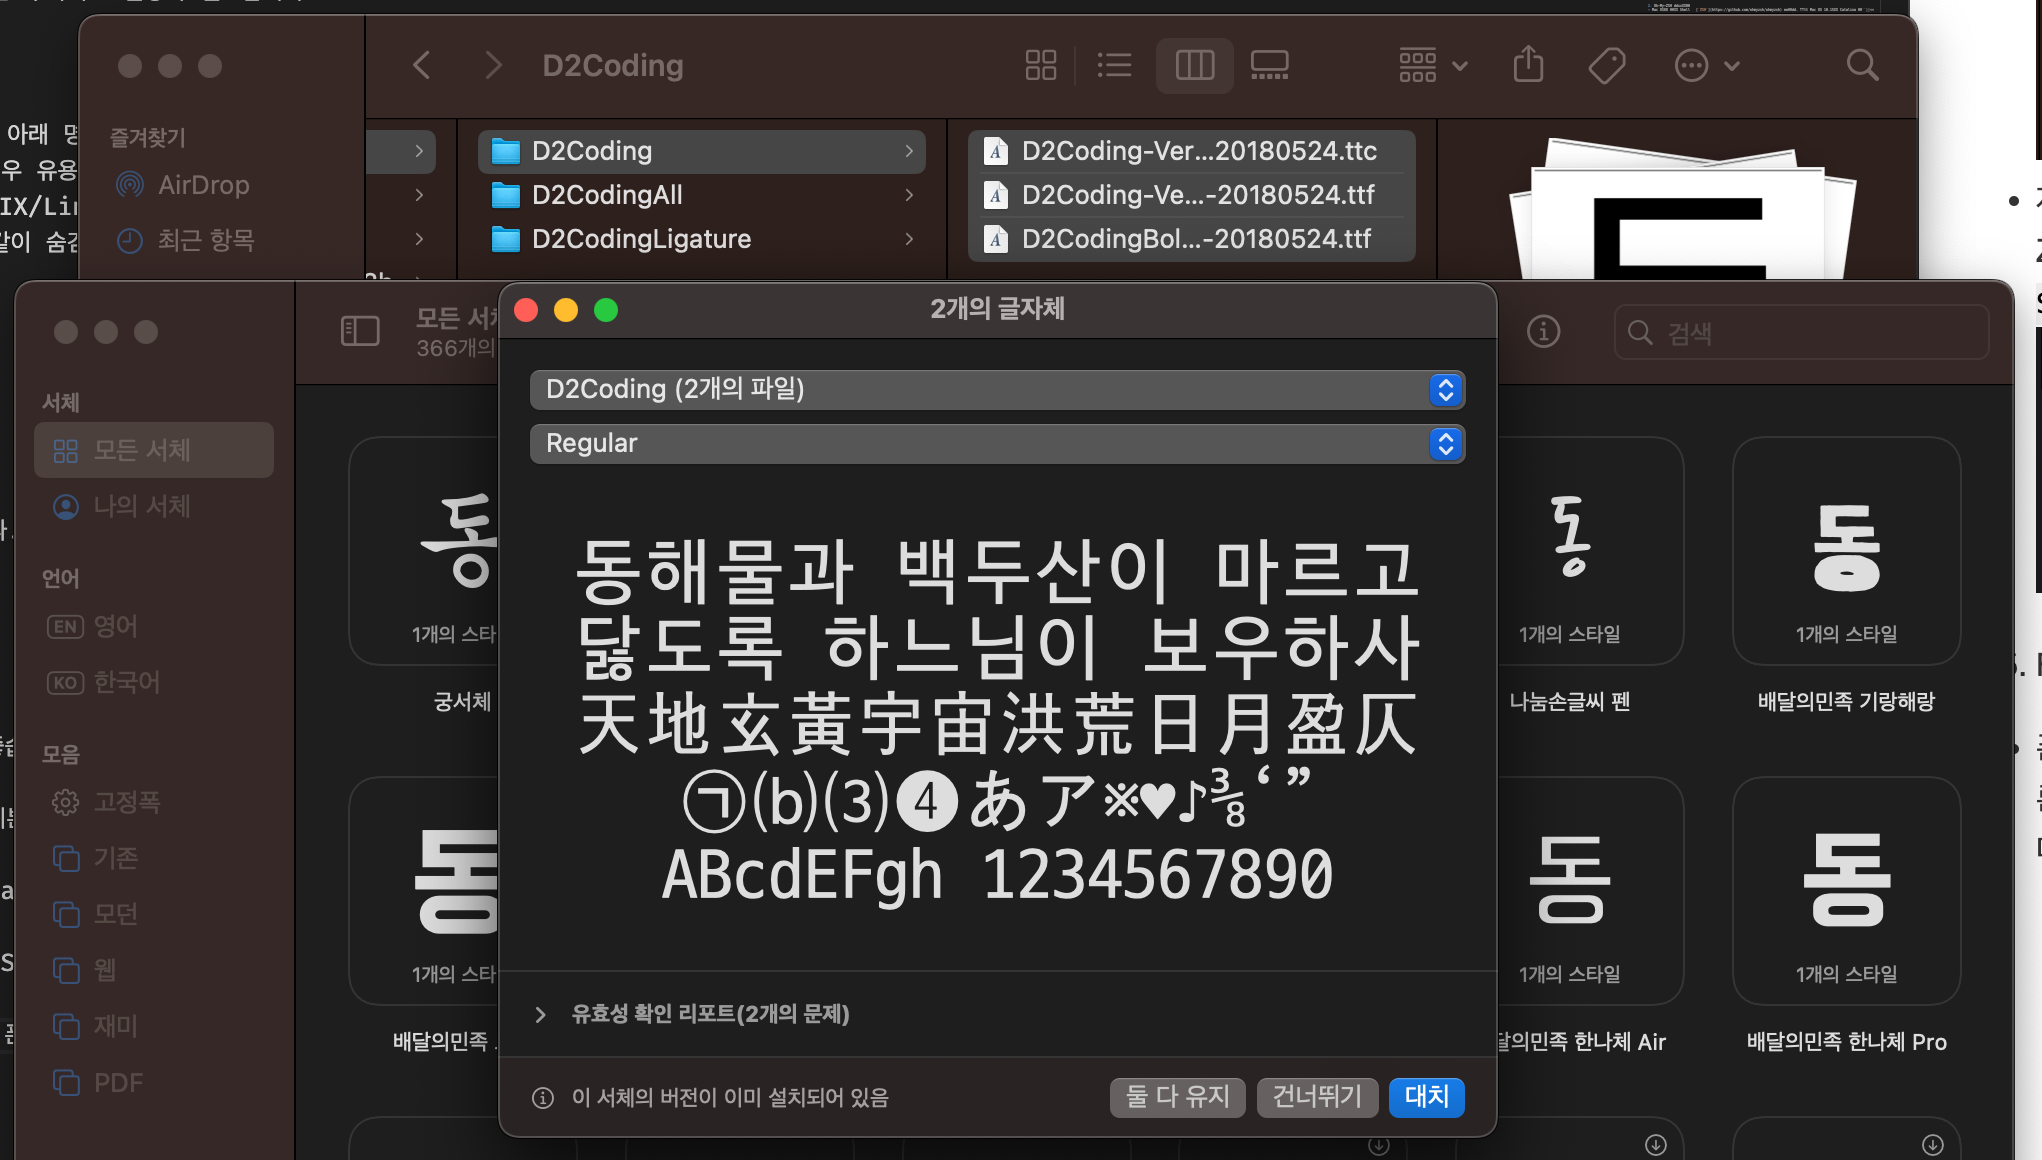 D2Coding
즐겨찾기
AirDrop
최근 항목
아래
우 유용
IX/Lin
같이 숨김
D2Coding
D2CodingAll
D2CodingLigature
D2Coding-Ver...20180524.ttc
D2Coding-Ve...-20180524.ttf
D2CodingBol...-20180524.ttf
모든 서체
366개의
검색
서체
모든 서체
나의 서체
언어
EN 영어
KO 한국어
모음
고정폭
기존
모던
웹
재미
PDF
2개의 글자체
D2Coding (2개의 파일)
Regular
동해물과 백두산이 마르고
닳도록 하느님이 보우하사
天地玄黃宇宙洪荒日月盈仄
㉠⒝⑶❹あア※♥♪⅜‘”
ABcdEFgh 1234567890
유효성 확인 리포트(2개의 문제)
이 서체의 버전이 이미 설치되어 있음
둘 다 유지
건너뛰기
대치
동
1개의 스타
궁서체
동
1개의 스타일
나눔손글씨 펜
동
1개의 스타일
배달의민족 기랑해랑
동
1개의 스타
배달의민족
동
1개의 스타일
달의민족 한나체 Air
동
1개의 스타일
배달의민족 한나체 Pro